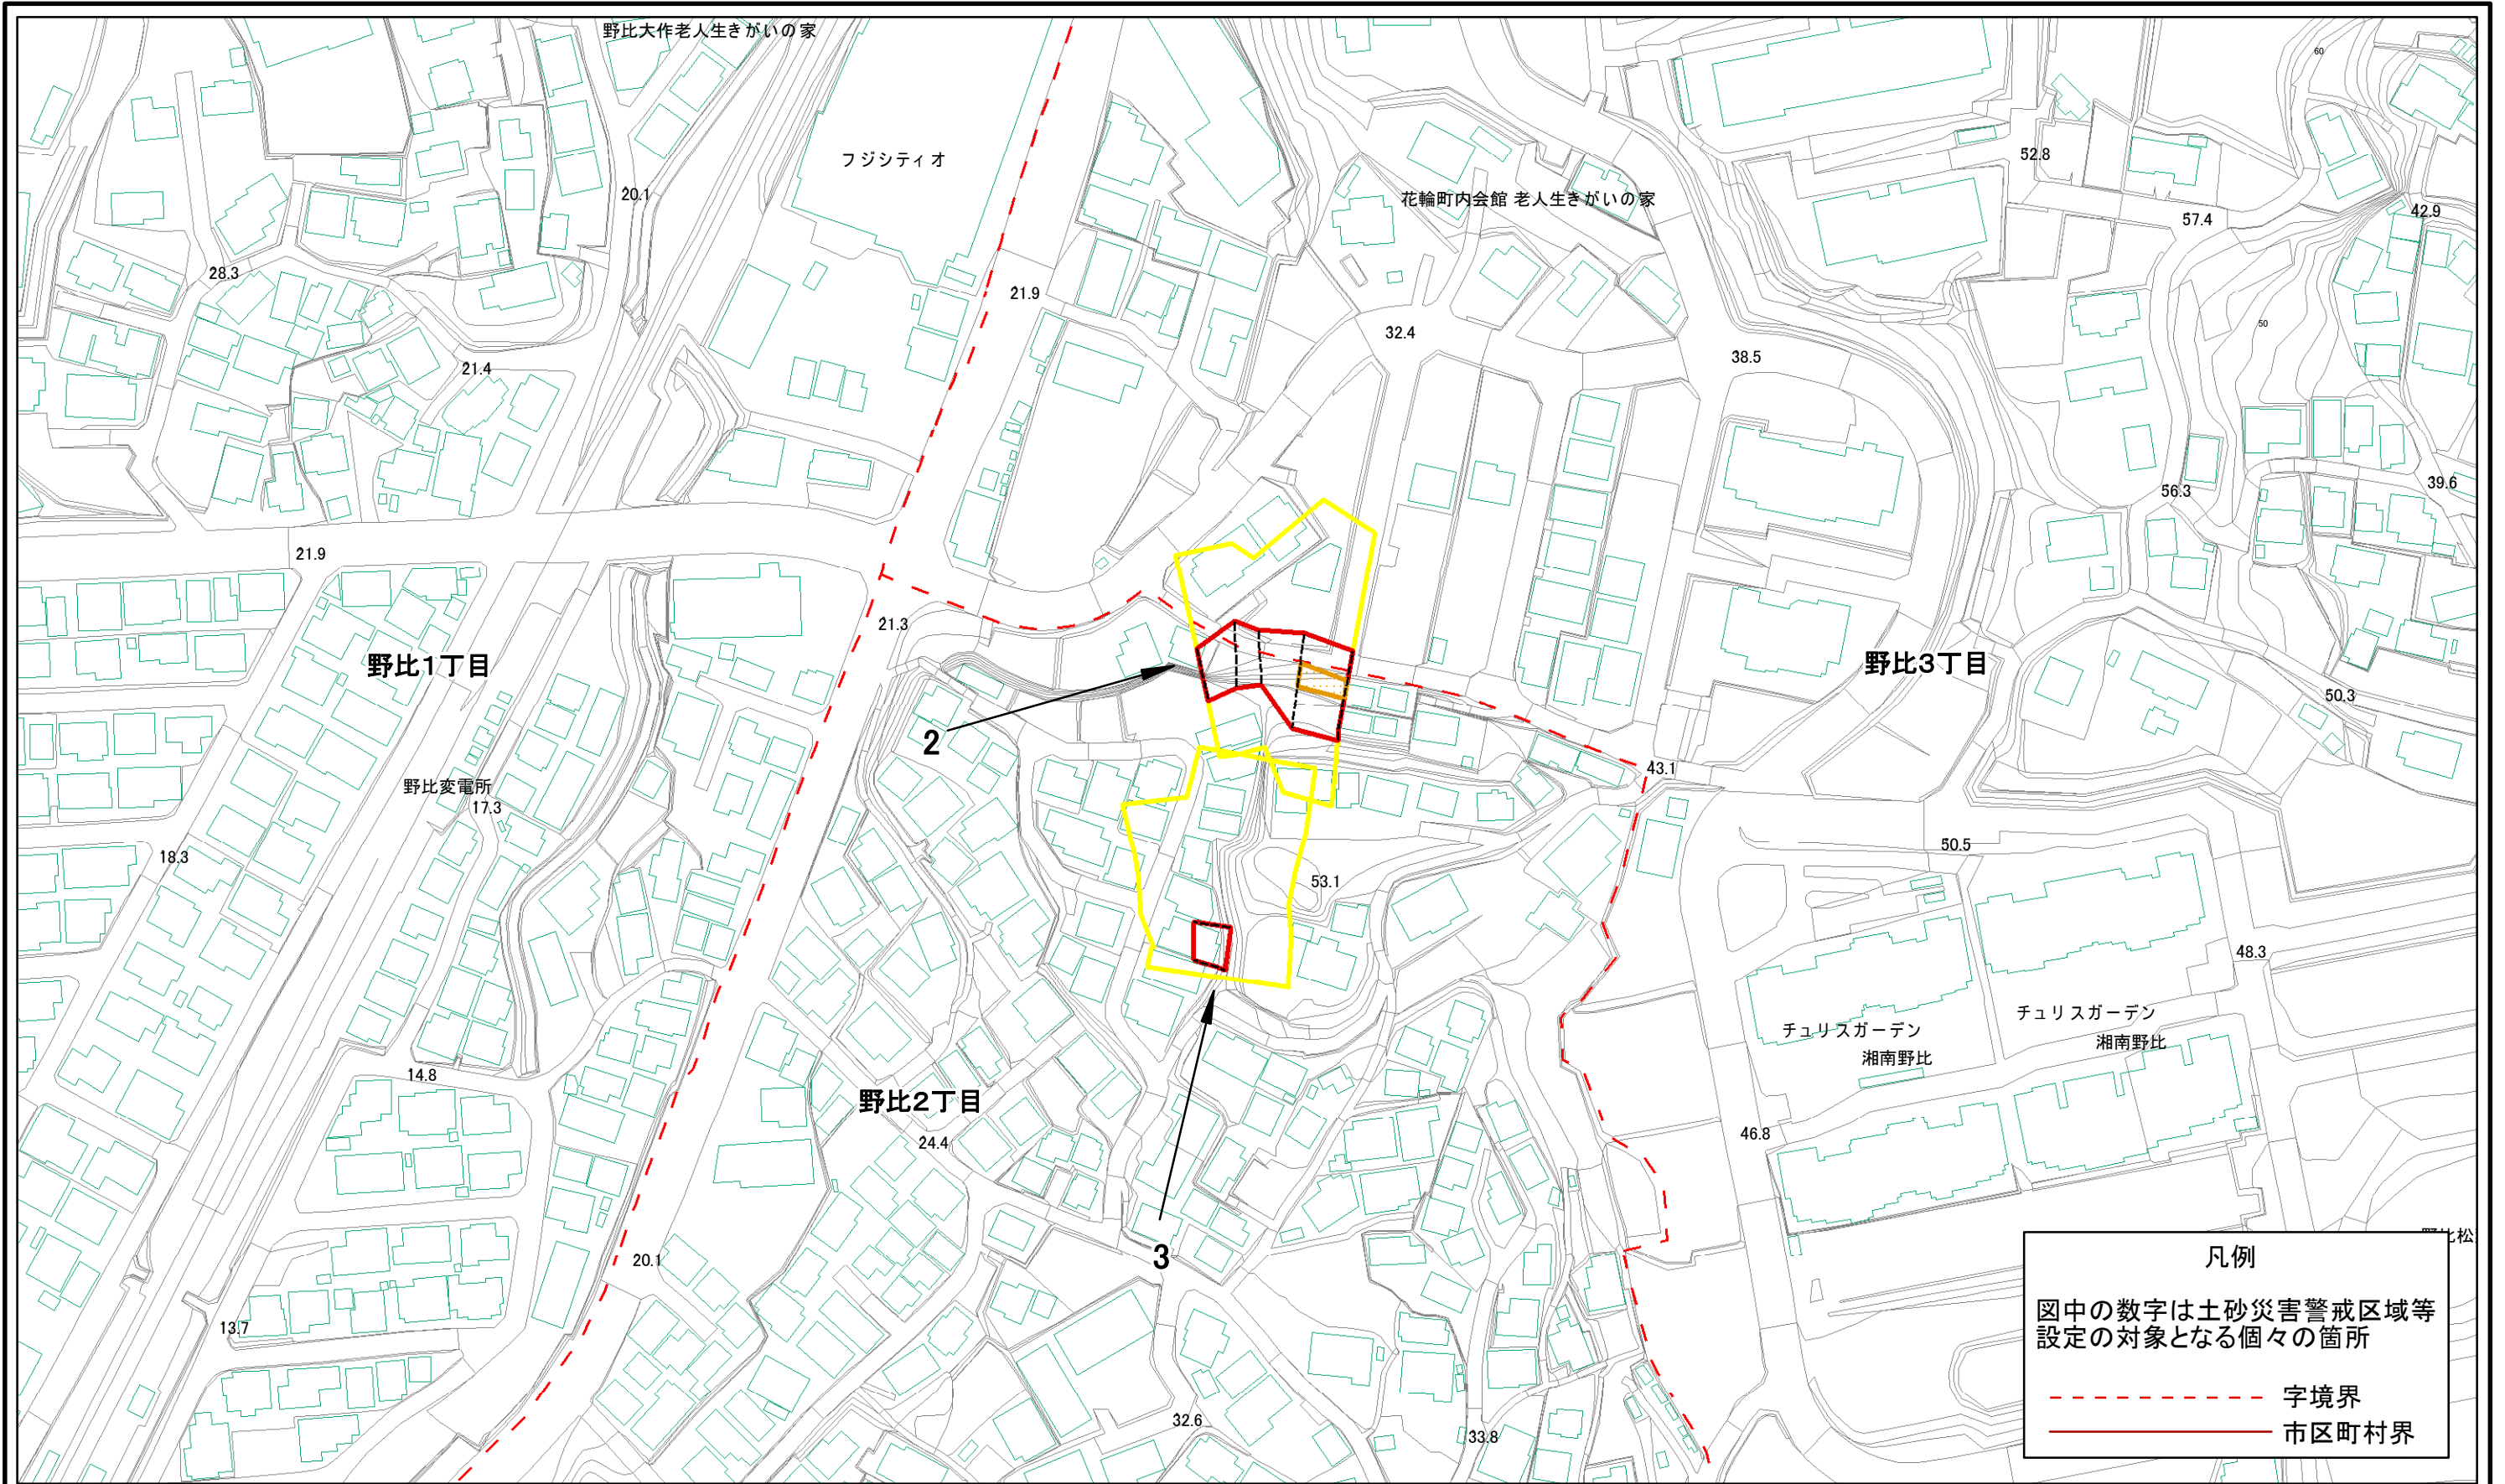 野比大作老人生きがいの家
フジシティオ
60
52.8
20.1
花輪町内会館 老人生きがいの家
57.4
42.9
28.3
21.9
32.4
50
38.5
21.4
39.6
56.3
21.9
21.3
野比1丁目
野比3丁目
50.3
2
43.1
野比変電所
17.3
50.5
18.3
53.1
48.3
チュリスガーデン
湘南野比
チュリスガーデン
湘南野比
14.8
野比2丁目
24.4
46.8
3
20.1
13.7
32.6
33.8
凡例
図中の数字は土砂災害警戒区域等
設定の対象となる個々の箇所
字境界
市区町村界